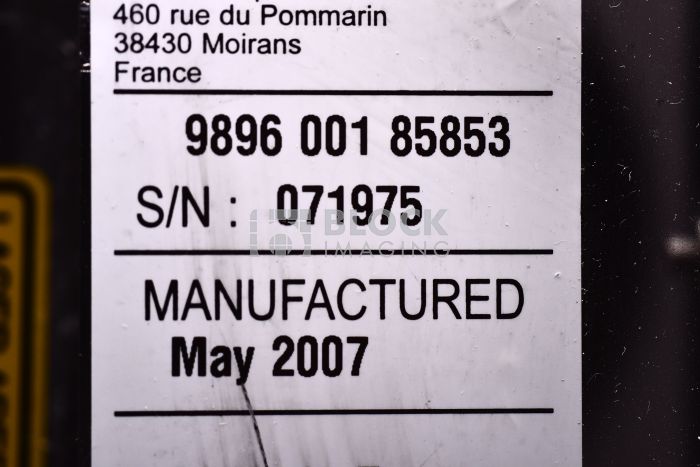 460 rue du Pommarin
38430 Moirans
France
9896 001 85853
S/N : 071975
BLOCK
IMAGING
MANUFACTURED
May 2007